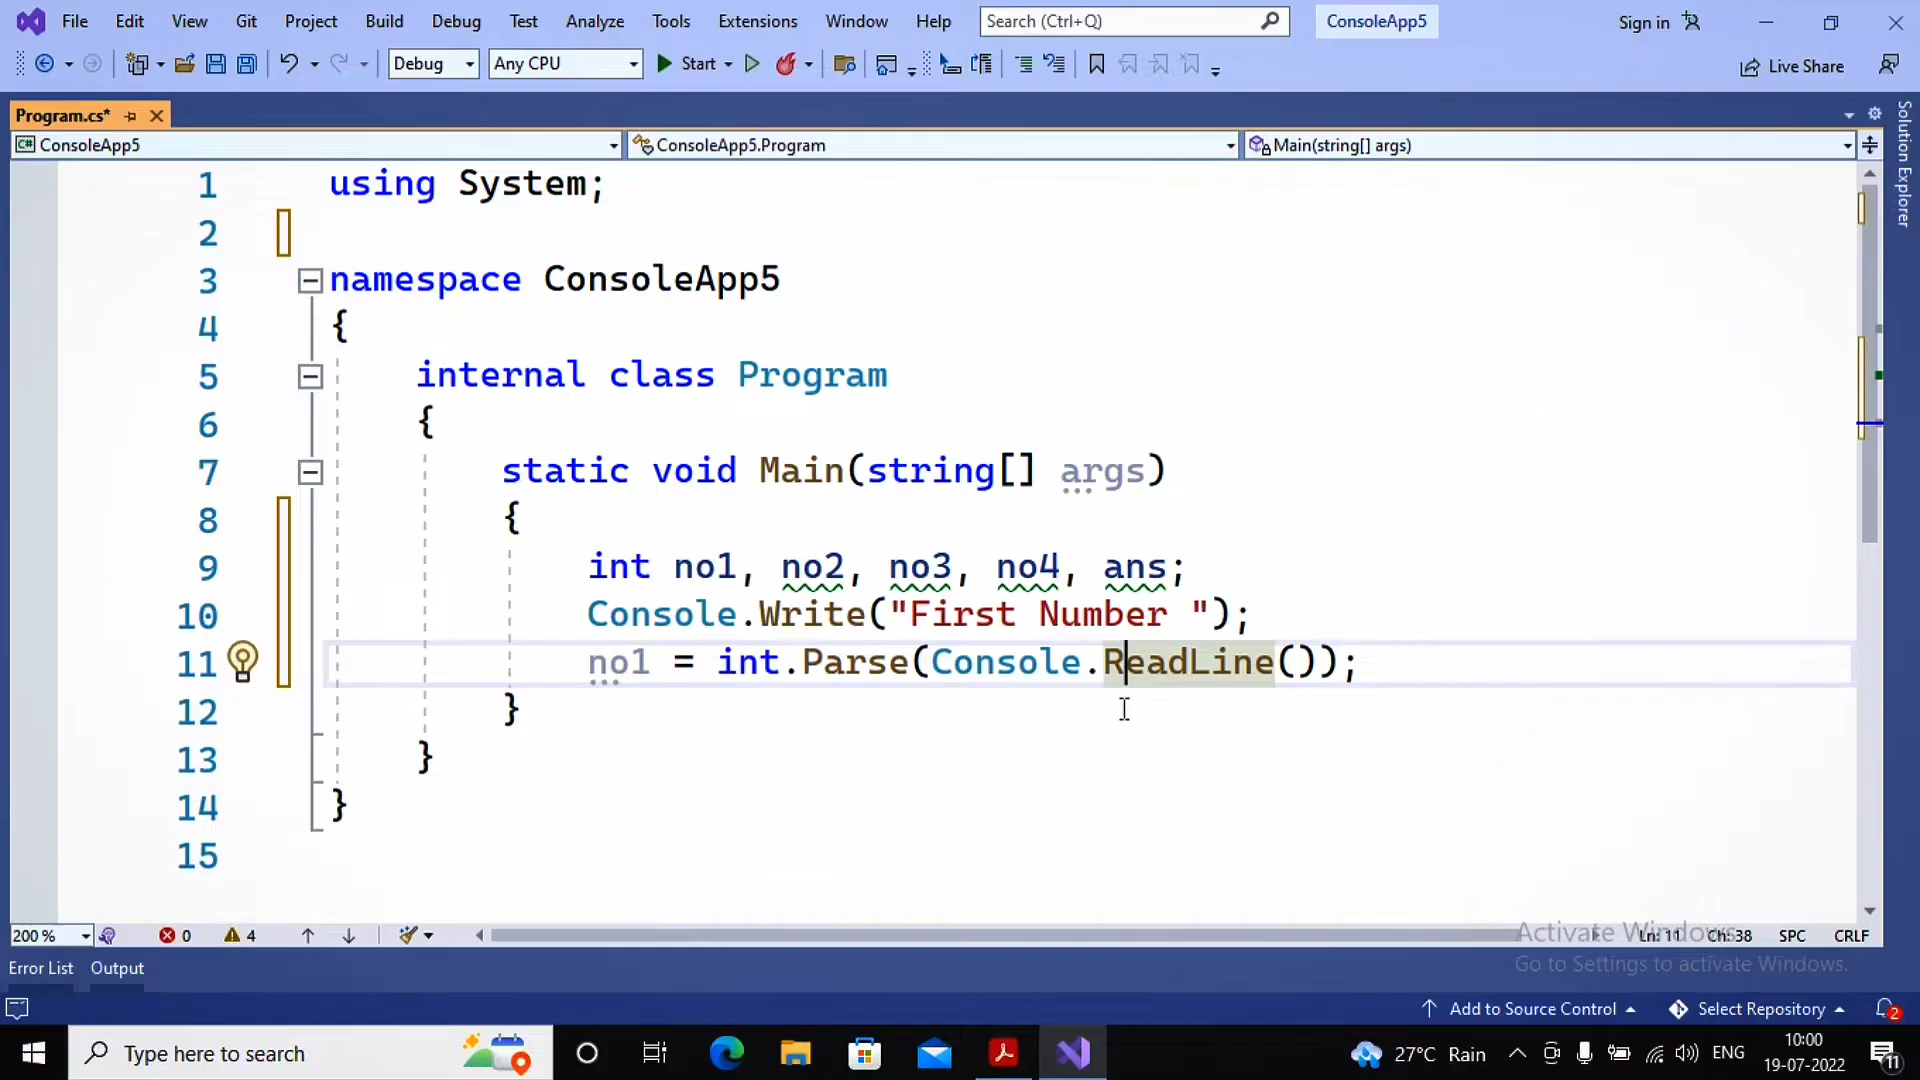 File Edit View Git Project Build Debug Test Analyze Tools Extensions Window Help Search (Ctrl+Q) ConsoleApp5 Sign in
Debug Any CPU Start Live Share
Program.cs*
C# ConsoleApp5 ConsoleApp5.Program Main(string[] args)
Solution Explorer
1 using System;
2
3 namespace ConsoleApp5
4 {
5 internal class Program
6 {
7 static void Main(string[] args)
8 {
9 int no1, no2, no3, no4, ans;
10 Console.Write("First Number ");
11 no1 = int.Parse(Console.ReadLine());
12 }
13 }
14 }
15
200 % 0 4 Ln: 11 Ch: 38 SPC CRLF
Activate Windows
Go to Settings to activate Windows.
Error List Output
Add to Source Control Select Repository 2
Type here to search 27°C Rain ENG 10:00
19-07-2022 11